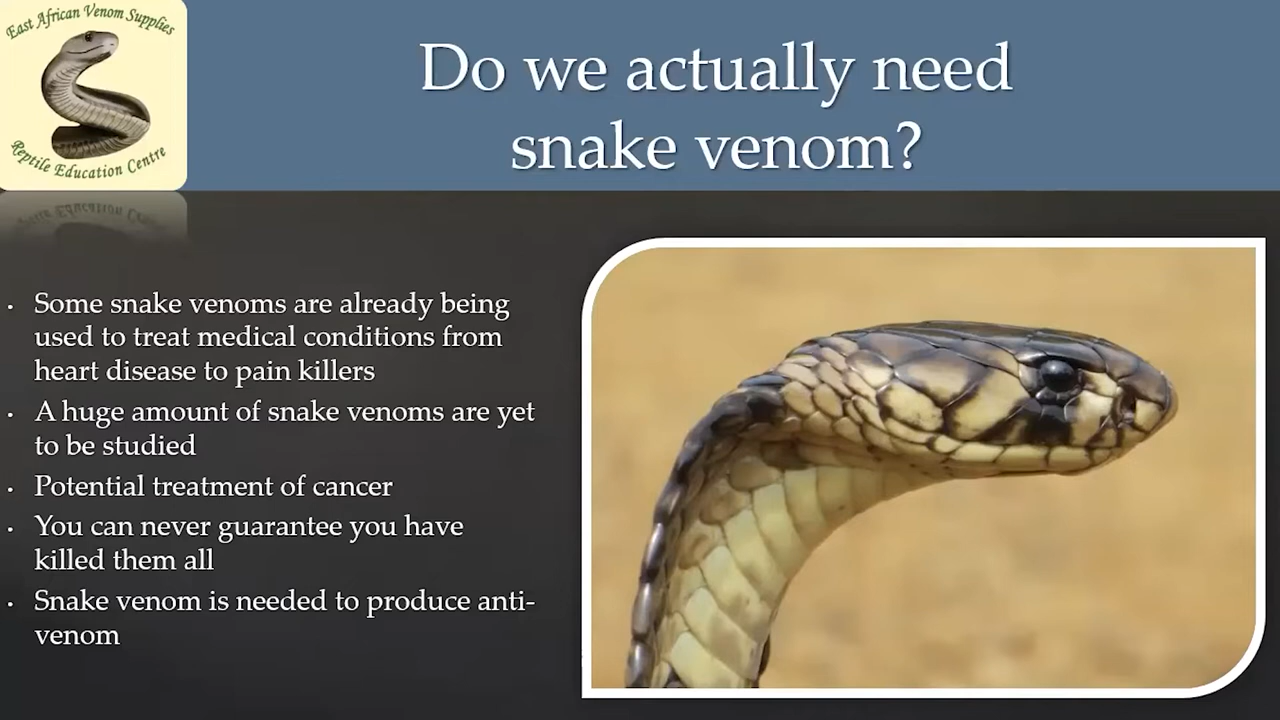 East African Venom Supplies
Reptile Education Centre
Do we actually need
snake venom?
• Some snake venoms are already being
used to treat medical conditions from
heart disease to pain killers
• A huge amount of snake venoms are yet
to be studied
• Potential treatment of cancer
• You can never guarantee you have
killed them all
• Snake venom is needed to produce anti-
venom